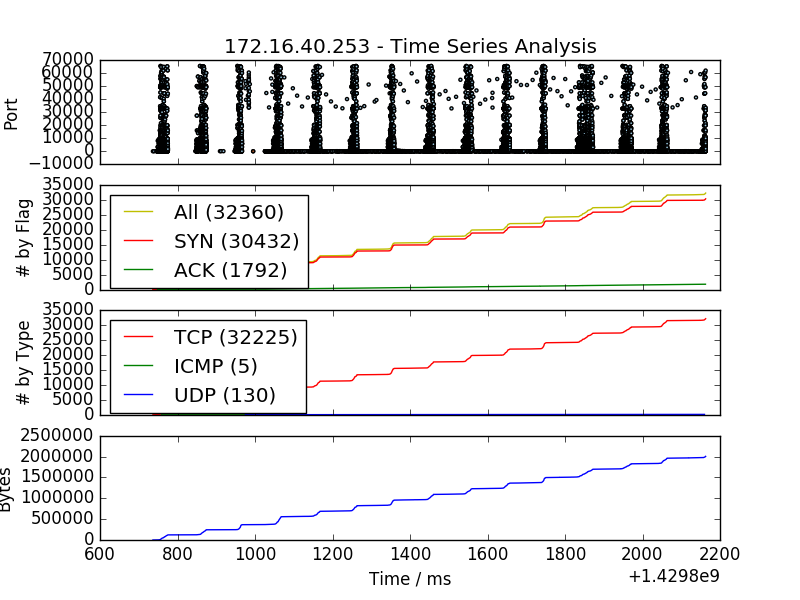 172.16.40.253 - Time Series Analysis
Port
70000
60000
50000
40000
30000
20000
10000
0
−10000
# by Flag
35000
30000
25000
20000
15000
10000
5000
0
All (32360)
SYN (30432)
ACK (1792)
# by Type
35000
30000
25000
20000
15000
10000
5000
0
TCP (32225)
ICMP (5)
UDP (130)
Bytes
2500000
2000000
1500000
1000000
500000
0
600 800 1000 1200 1400 1600 1800 2000 2200
Time / ms
+1.4298e9